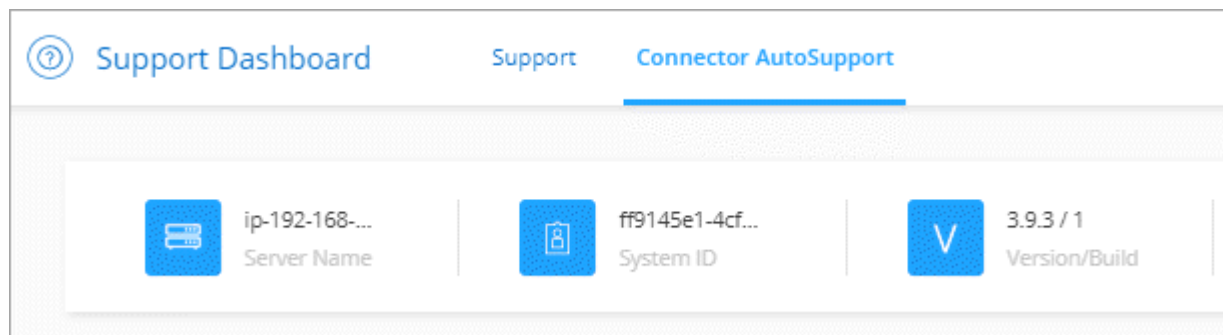 Support Dashboard Support Connector AutoSupport
ip-192-168-... ff9145e1-4cf... 3.9.3 / 1
Server Name System ID Version/Build